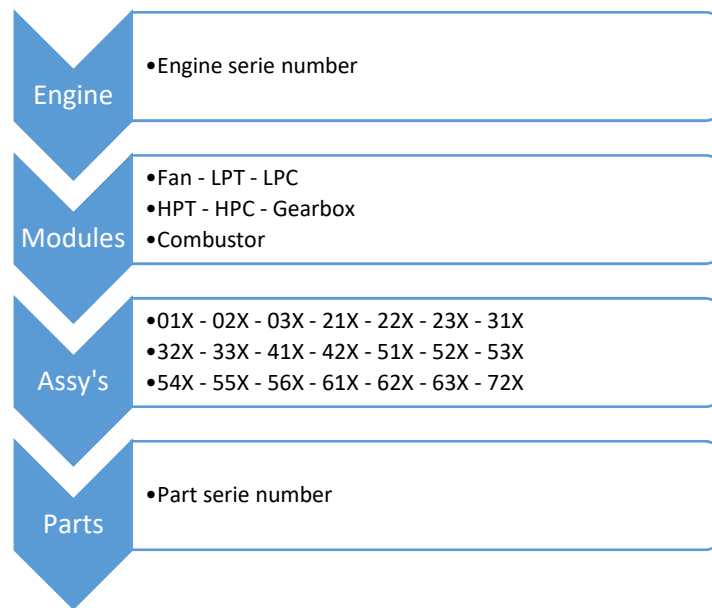 Engine
•Engine serie number
Modules
•Fan - LPT - LPC
•HPT - HPC - Gearbox
•Combustor
Assy's
•01X - 02X - 03X - 21X - 22X - 23X - 31X
•32X - 33X - 41X - 42X - 51X - 52X - 53X
•54X - 55X - 56X - 61X - 62X - 63X - 72X
Parts
•Part serie number